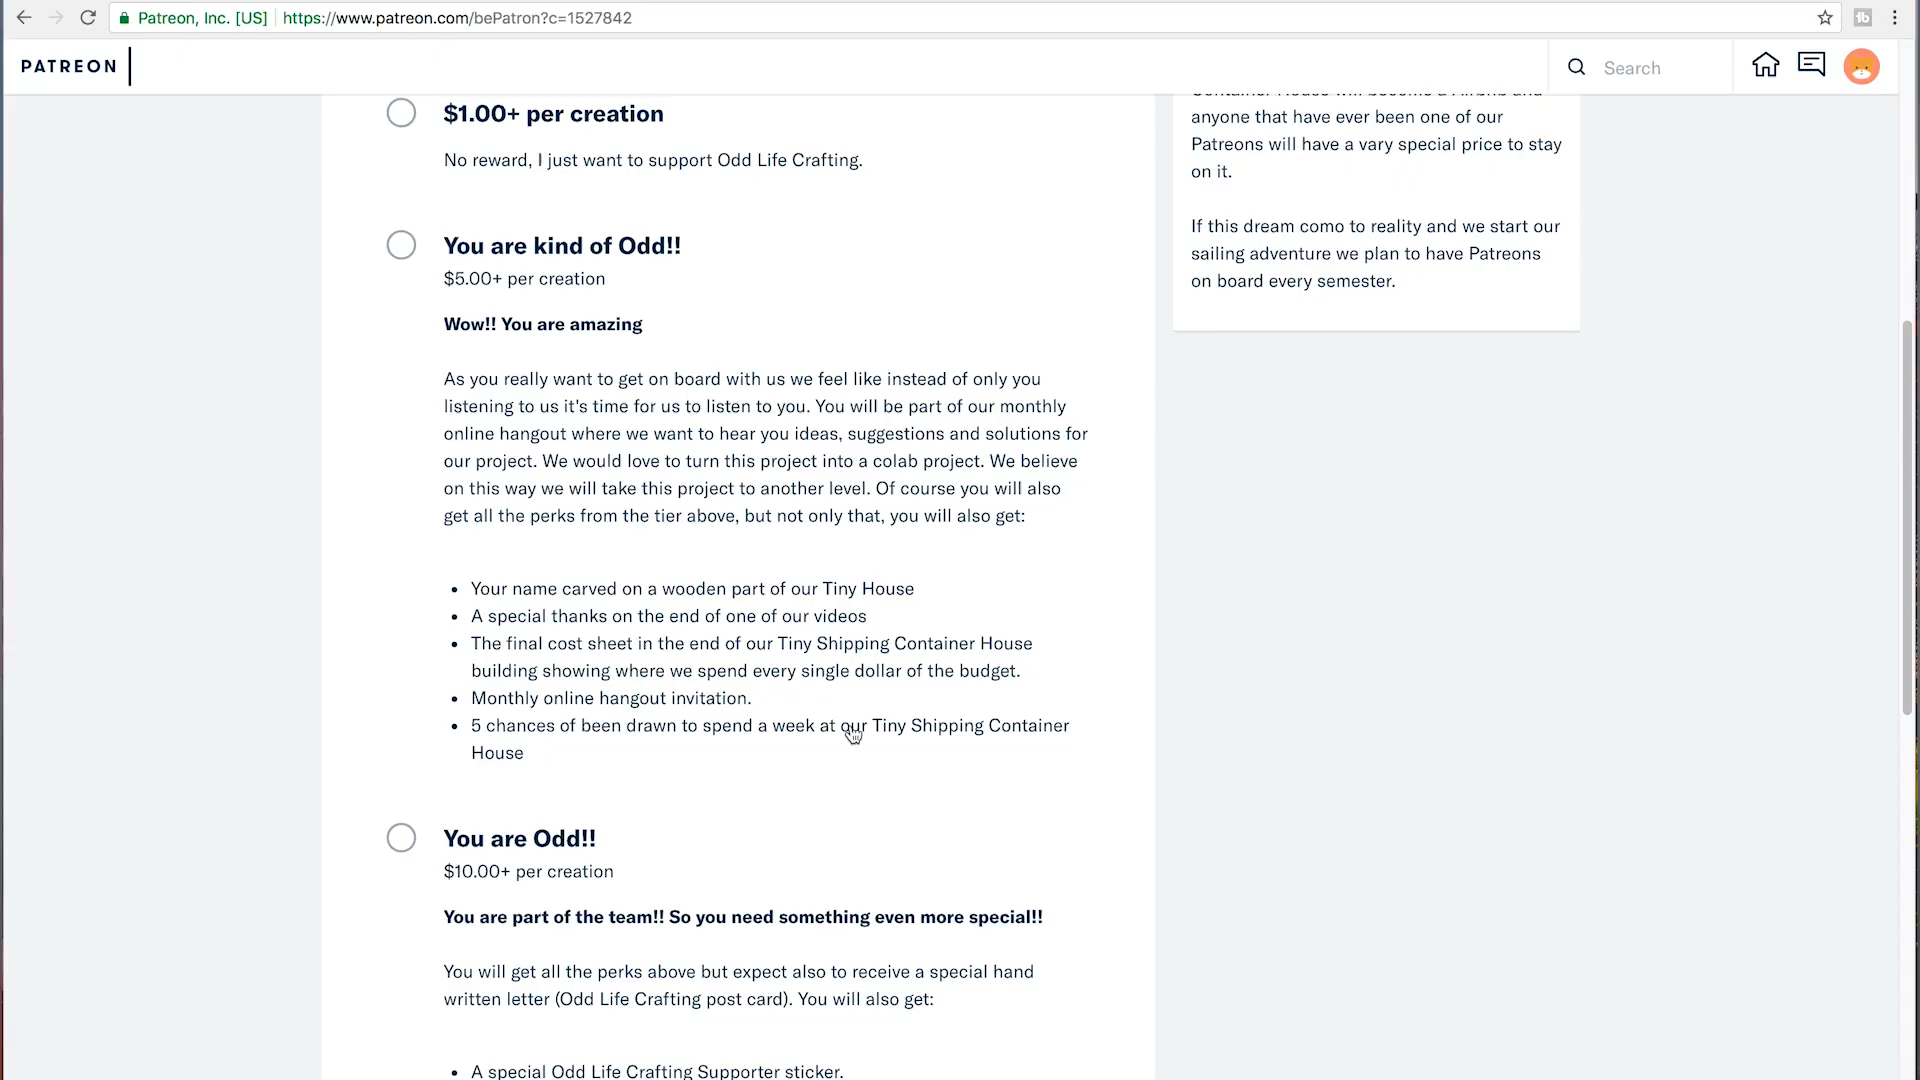 Patreon, Inc. [US]
https://www.patreon.com/bePatron?c=1527842
PATREON
Search
$1.00+ per creation
No reward, I just want to support Odd Life Crafting.
You are kind of Odd!!
$5.00+ per creation
Wow!! You are amazing
As you really want to get on board with us we feel like instead of only you
listening to us it's time for us to listen to you. You will be part of our monthly
online hangout where we want to hear you ideas, suggestions and solutions for
our project. We would love to turn this project into a colab project. We believe
on this way we will take this project to another level. Of course you will also
get all the perks from the tier above, but not only that, you will also get:
• Your name carved on a wooden part of our Tiny House
• A special thanks on the end of one of our videos
• The final cost sheet in the end of our Tiny Shipping Container House
building showing where we spend every single dollar of the budget.
• Monthly online hangout invitation.
• 5 chances of been drawn to spend a week at our Tiny Shipping Container
House
You are Odd!!
$10.00+ per creation
You are part of the team!! So you need something even more special!!
You will get all the perks above but expect also to receive a special hand
written letter (Odd Life Crafting post card). You will also get:
• A special Odd Life Crafting Supporter sticker.
Container House will become a Airbnb and
anyone that have ever been one of our
Patreons will have a vary special price to stay
on it.
If this dream como to reality and we start our
sailing adventure we plan to have Patreons
on board every semester.